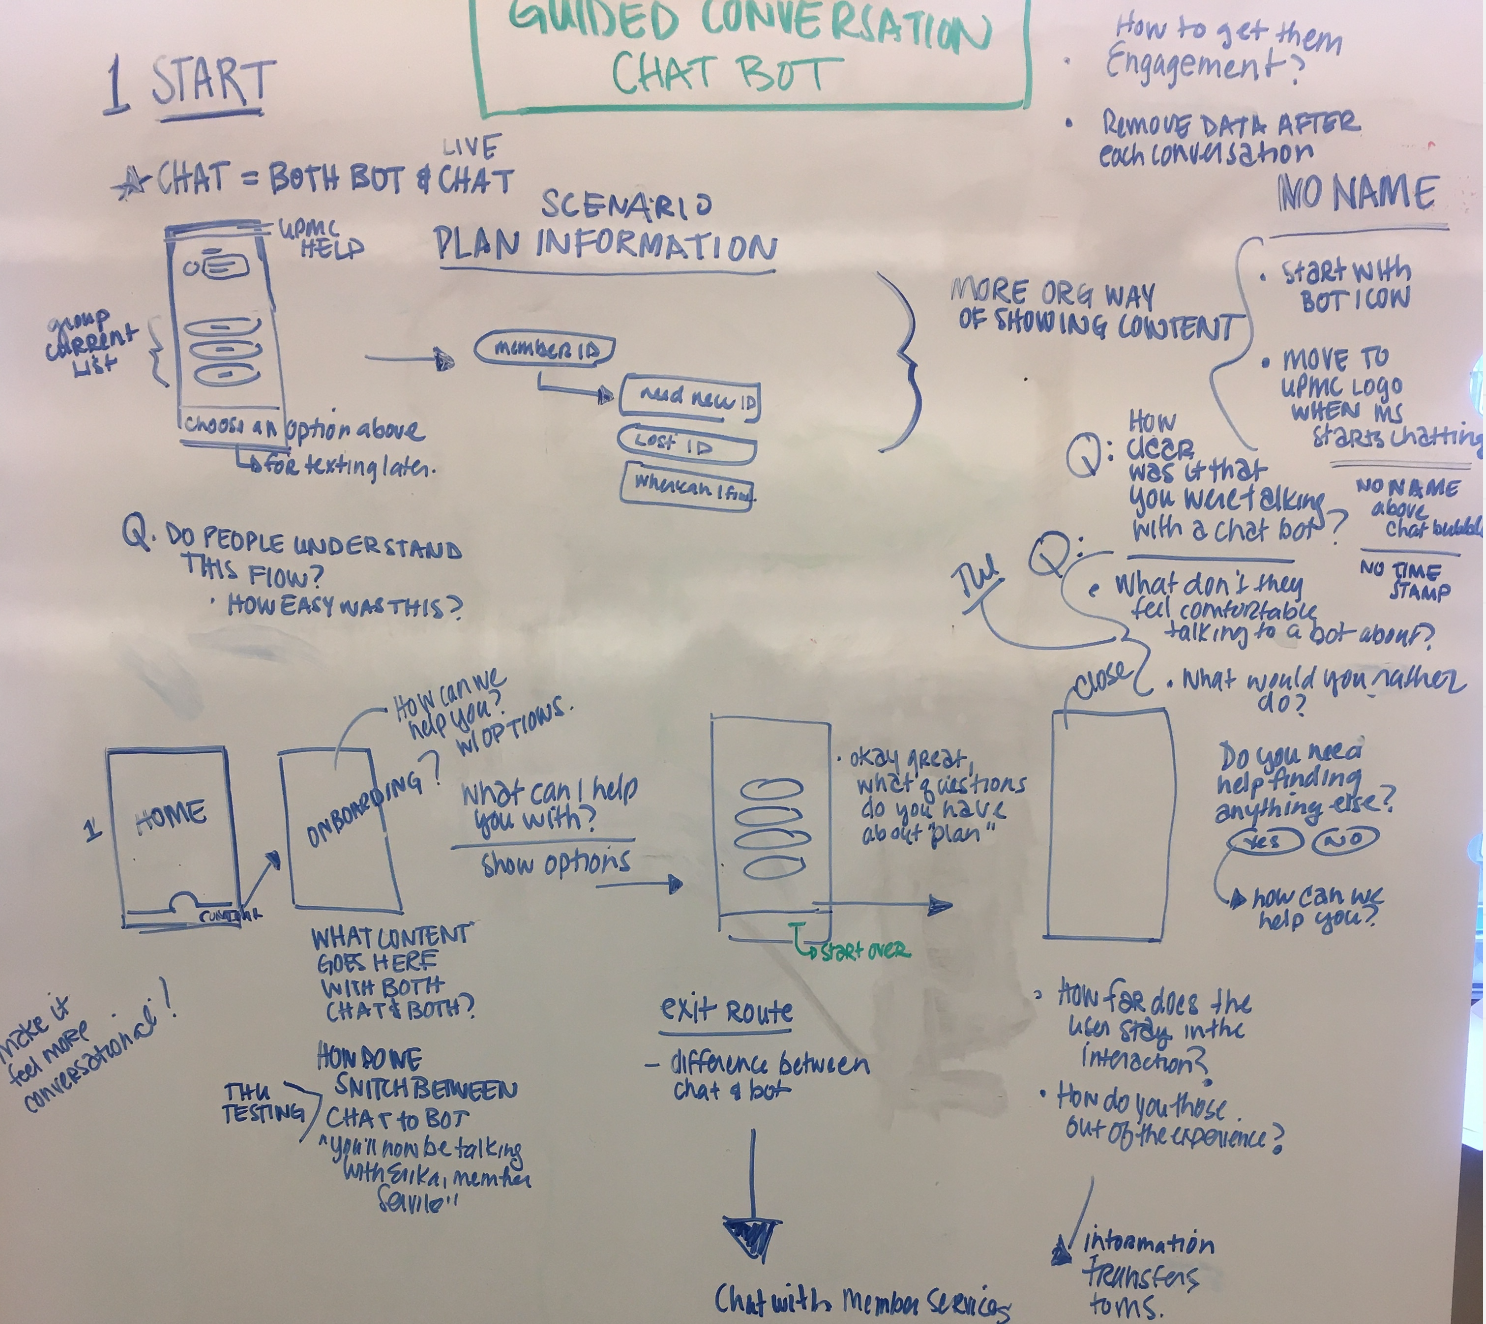 GUIDED CONVERSATION
CHAT BOT
1 START
☆ CHAT = BOTH BOT & CHAT
LIVE
UPMC
HELP
group
current
list
choose an option above
for texting later.
SCENARIO
PLAN INFORMATION
member ID
need new ID
Lost ID
MORE ORG WAY
OF SHOWING CONTENT
• How to get them
Engagement?
• Remove DATA AFTER
each conversation
NO NAME
• Start with
BOT ICON
• MOVE TO
UPMC LOGO
WHEN MS
starts chatting
NO NAME
above
chat bubble
NO TIME
STAMP
Q: HOW
clear
was it that
you were talking
with a chat bot?
Q:
• What don't they
feel comfortable
talking to a bot about?
• What would you rather
do?
Q. DO PEOPLE UNDERSTAND
THIS FLOW?
• HOW EASY WAS THIS?
1
HOME
ONBOARDING?
How can we
help you?
W/ OPTIONS.
What can I help
you with?
show options
• okay great,
what questions
do you have
about "plan"
start over
close
Do you need
help finding
anything else?
yes NO
how can we
help you?
WHAT CONTENT
GOES HERE
WITH BOTH
CHAT & BOTH?
make it
feel more
conversational!
THU
TESTING
HOW DO WE
SWITCH BETWEEN
CHAT to BOT
"you'll now be talking
with Erika, member
Service"
exit Route
– difference between
chat & bot
Chat with Member Services
• How far does the
user stay in the
interaction?
• How do you those
out of the experience?
information
transfers
to ms.